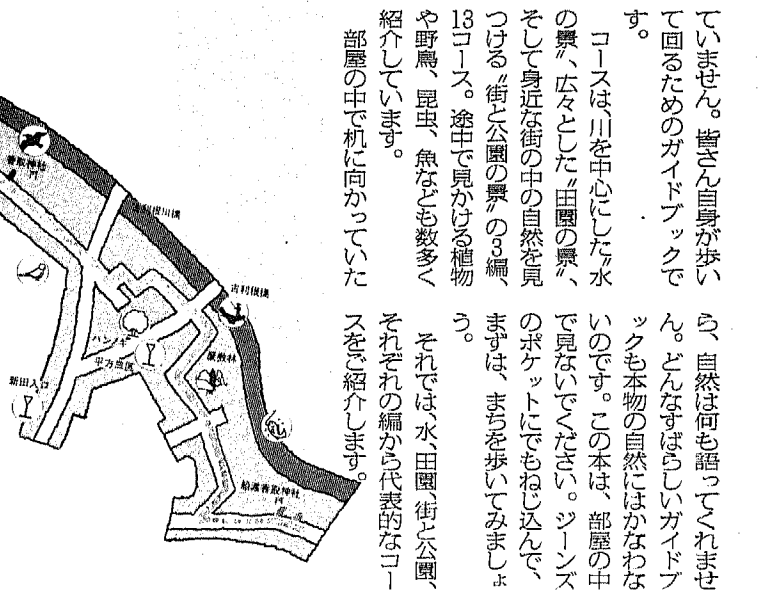 ていません。皆さん自身が歩い
て回るためのガイドブックで
す。
コースは、川を中心にした〝水
の景〟、広々とした〝田園の景〟、
そして身近な街の中の自然を見
つける〝街と公園の景〟の3編、
13コース。途中で見かける植物
や野鳥、昆虫、魚なども数多く
紹介しています。
部屋の中で机に向かっていた
ら、自然は何も語ってくれませ
ん。どんなすばらしいガイドブ
ックも本物の自然にはかなわな
いのです。この本は、部屋の中
で見ないでください。ジーンズ
のポケットにでもねじ込んで、
まずは、まちを歩いてみましょ
う。
それでは、水、田園、街と公園、
それぞれの編から代表的なコー
スをご紹介します。
香取神社
古利根橋
ハンノキ
平方東医
屋敷林
新田入口